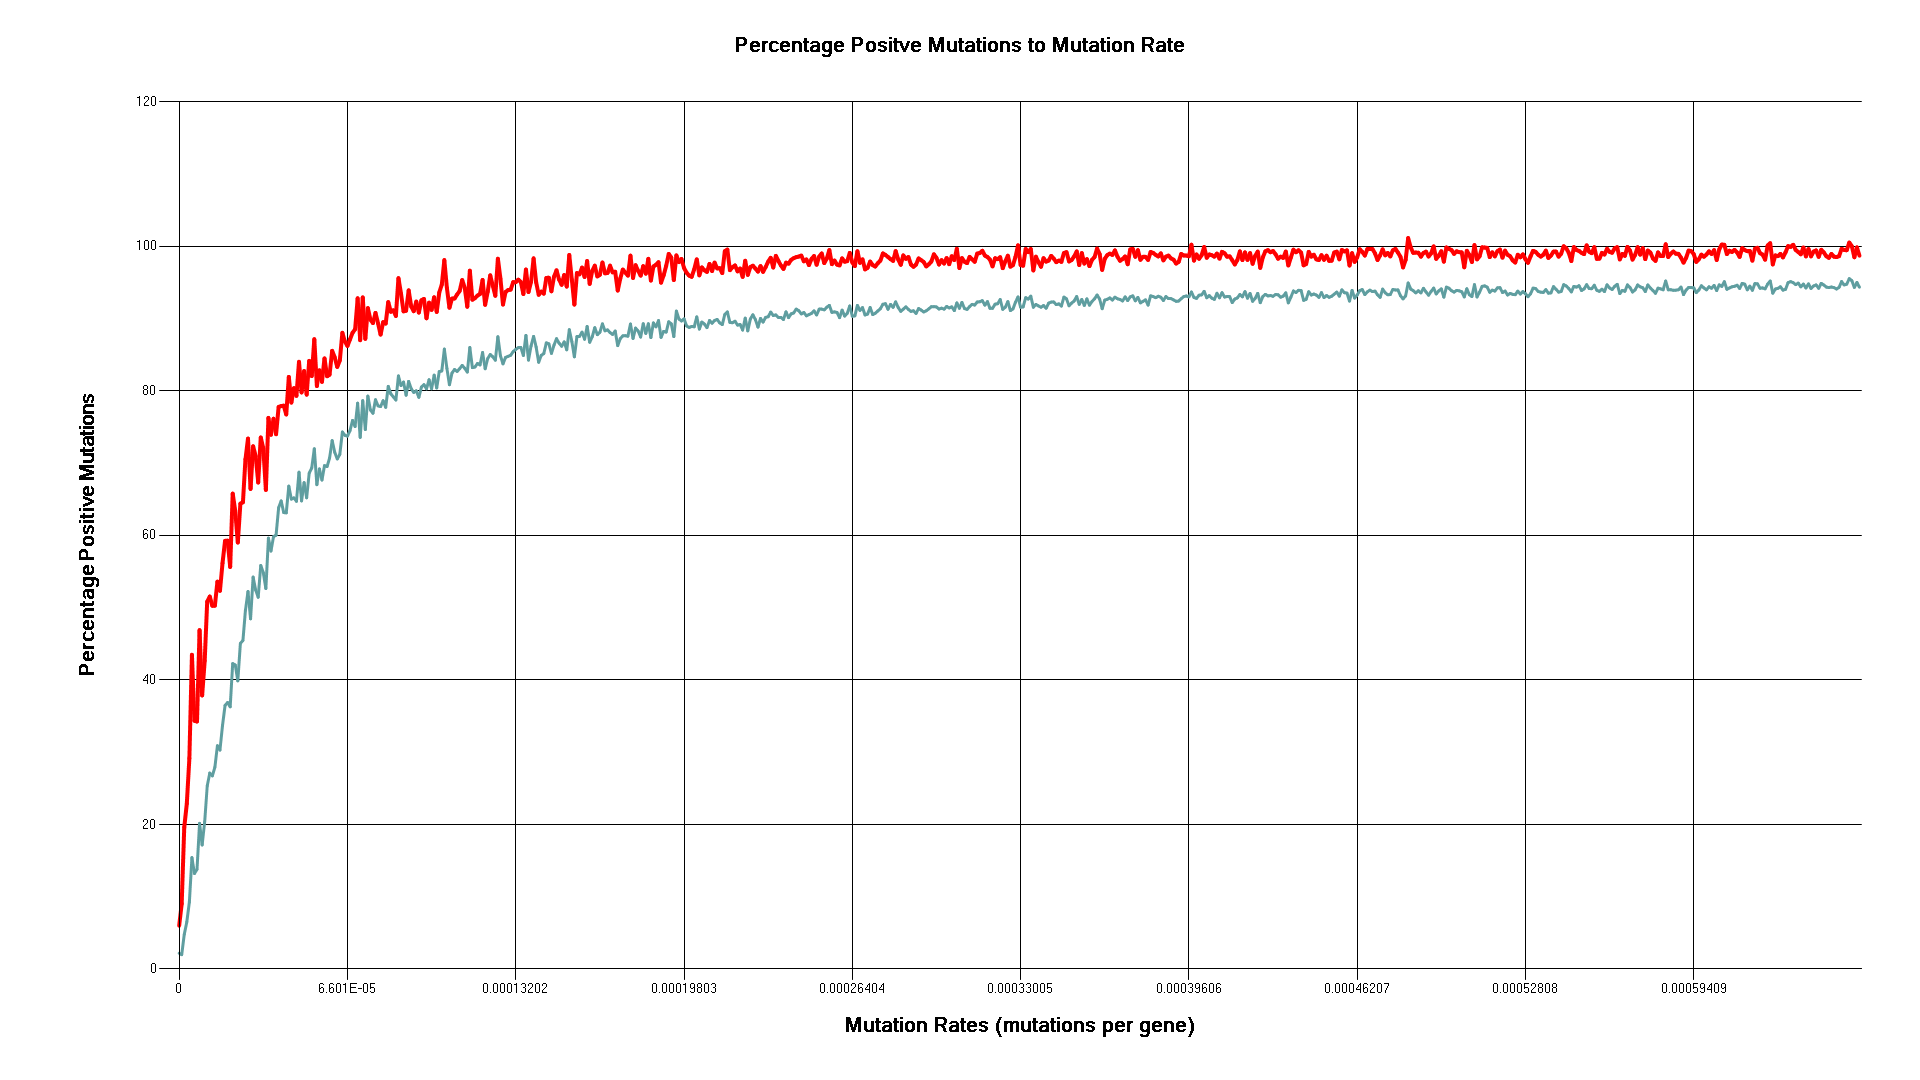 Percentage Positve Mutations to Mutation Rate
120
100
80
60
40
20
0
Percentage Positive Mutations
0 6.601E-05 0.00013202 0.00019803 0.00026404 0.00033005 0.00039606 0.00046207 0.00052808 0.00059409
Mutation Rates (mutations per gene)